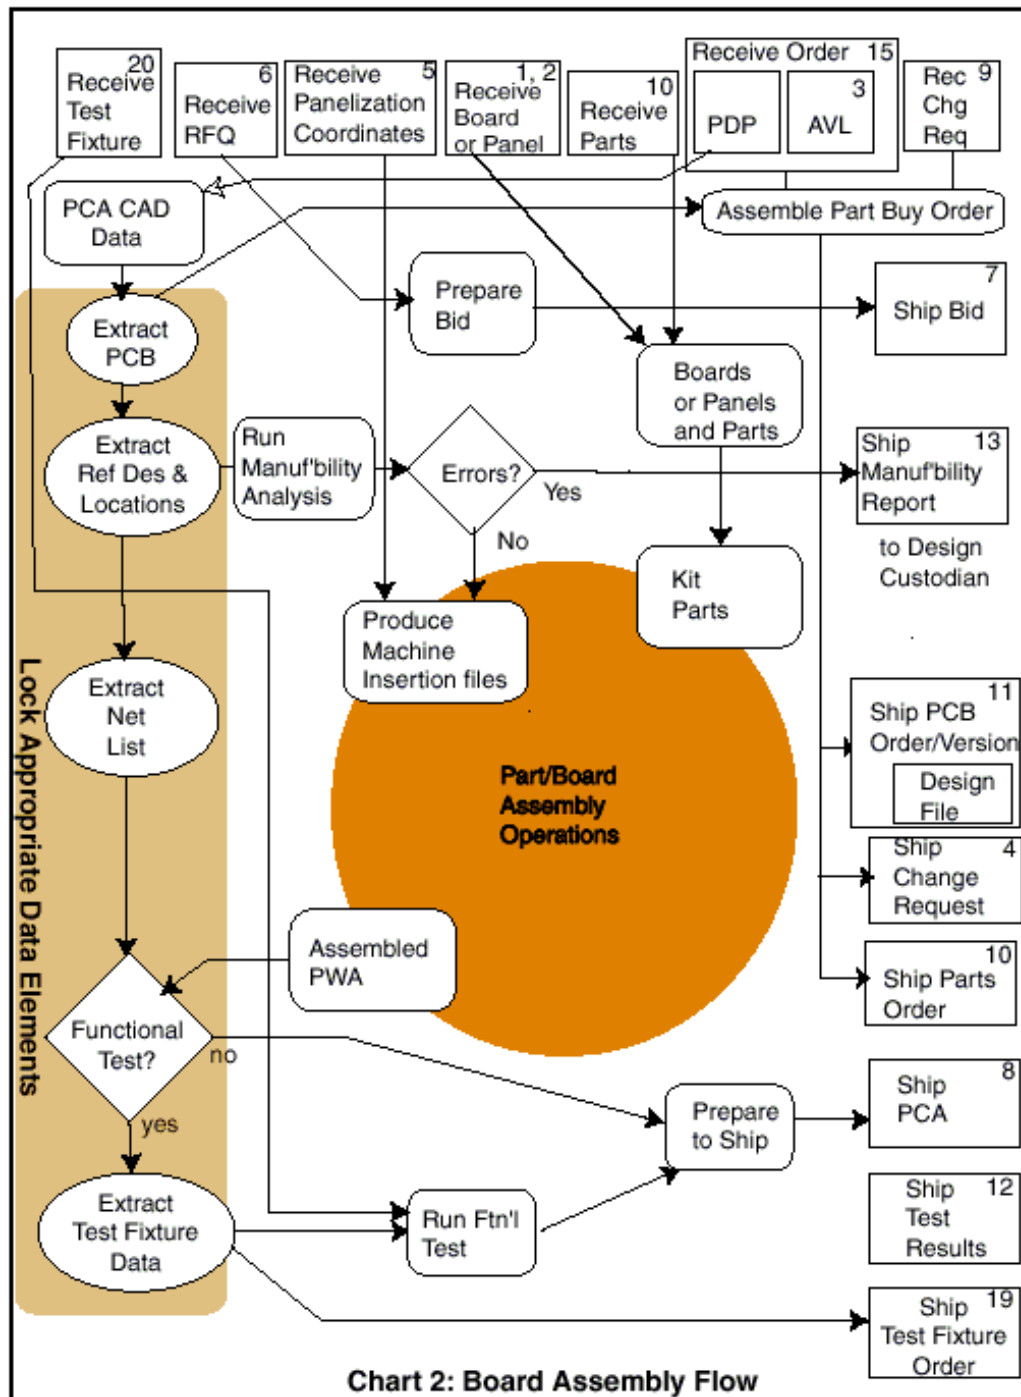 20
Receive
Test
Fixture
6
Receive
RFQ
Receive 5
Panelization
Coordinates
1, 2
Receive
Board
or Panel
10
Receive
Parts
Receive Order 15
PDP
3
AVL
Rec 9
Chg
Req
PCA CAD
Data
Assemble Part Buy Order
Extract
PCB
Prepare
Bid
7
Ship Bid
Boards
or Panels
and Parts
Extract
Ref Des &
Locations
Run
Manuf'bility
Analysis
Errors?
Yes
No
Ship 13
Manuf'bility
Report
to Design
Custodian
Kit
Parts
Produce
Machine
Insertion files
Lock Appropriate Data Elements
Extract
Net
List
11
Ship PCB
Order/Version
Design
File
Part/Board
Assembly
Operations
Ship 4
Change
Request
Assembled
PWA
10
Ship Parts
Order
Functional
Test?
no
yes
Prepare
to Ship
8
Ship
PCA
Extract
Test Fixture
Data
Run Ftn'l
Test
Ship 12
Test
Results
Ship 19
Test Fixture
Order
Chart 2: Board Assembly Flow